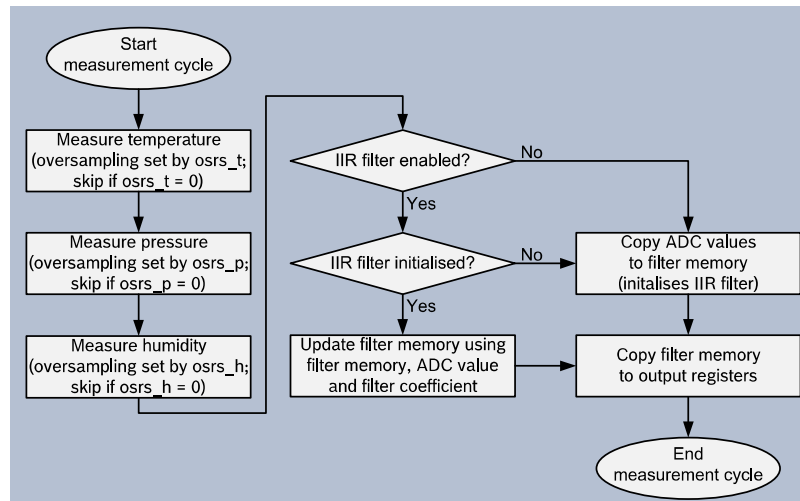 Start
measurement cycle
Measure temperature
(oversampling set by osrs_t;
skip if osrs_t = 0)
Measure pressure
(oversampling set by osrs_p;
skip if osrs_p = 0)
Measure humidity
(oversampling set by osrs_h;
skip if osrs_h = 0)
IIR filter enabled?
No
Yes
IIR filter initialised?
No
Yes
Update filter memory using
filter memory, ADC value
and filter coefficient
Copy ADC values
to filter memory
(initalises IIR filter)
Copy filter memory
to output registers
End
measurement cycle